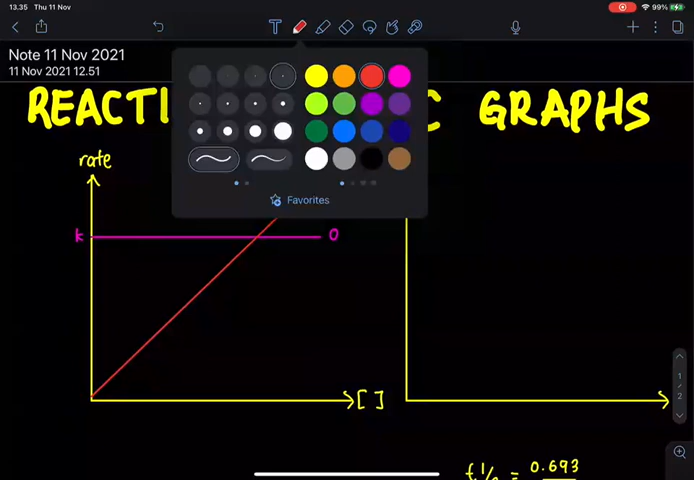 13.35 Thu 11 Nov
99%
T
Note 11 Nov 2021
11 Nov 2021 12.51
REACTI C GRAPHS
Favorites
rate
k
0
[ ]
1
2
t½ = 0.693